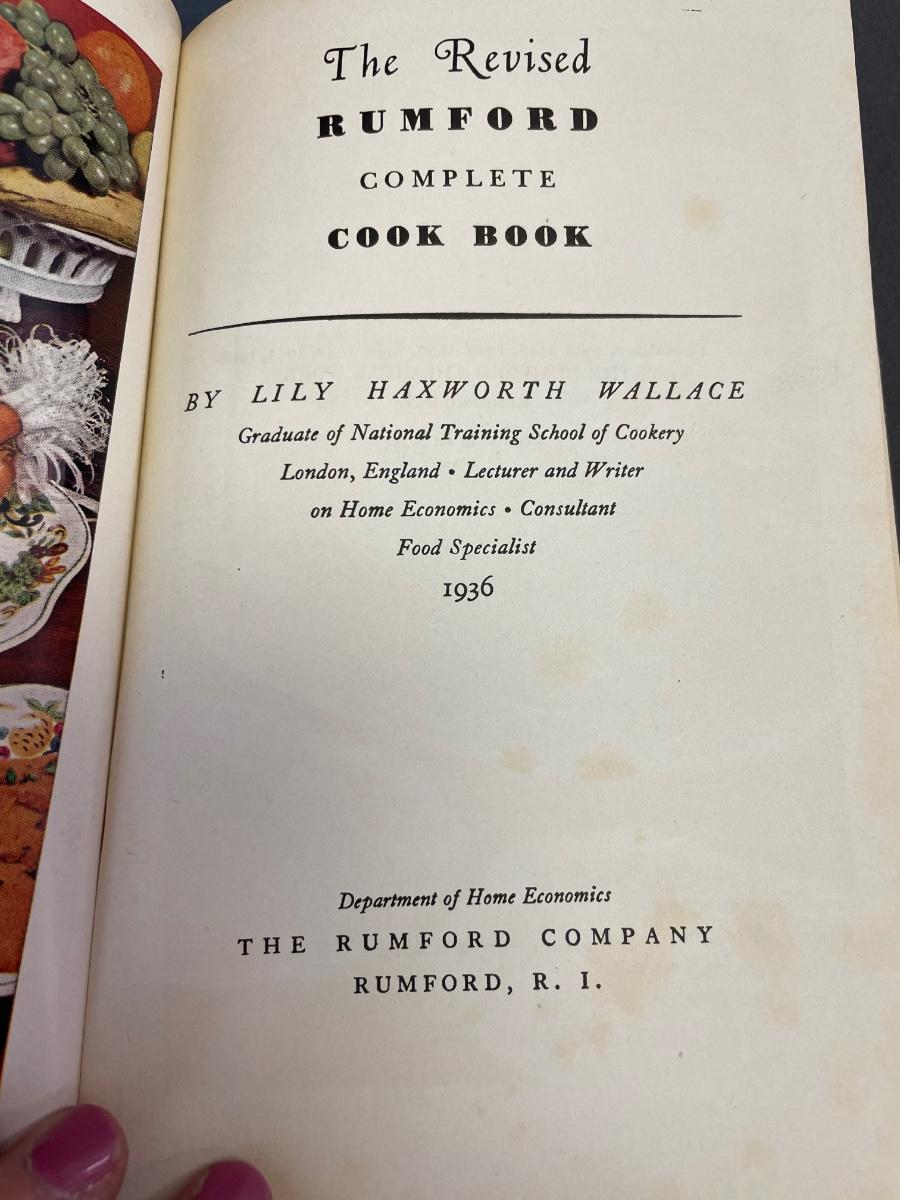 The Revised
RUMFORD
COMPLETE
COOK BOOK
BY LILY HAXWORTH WALLACE
Graduate of National Training School of Cookery
London, England • Lecturer and Writer
on Home Economics • Consultant
Food Specialist
1936
Department of Home Economics
THE RUMFORD COMPANY
RUMFORD, R. I.